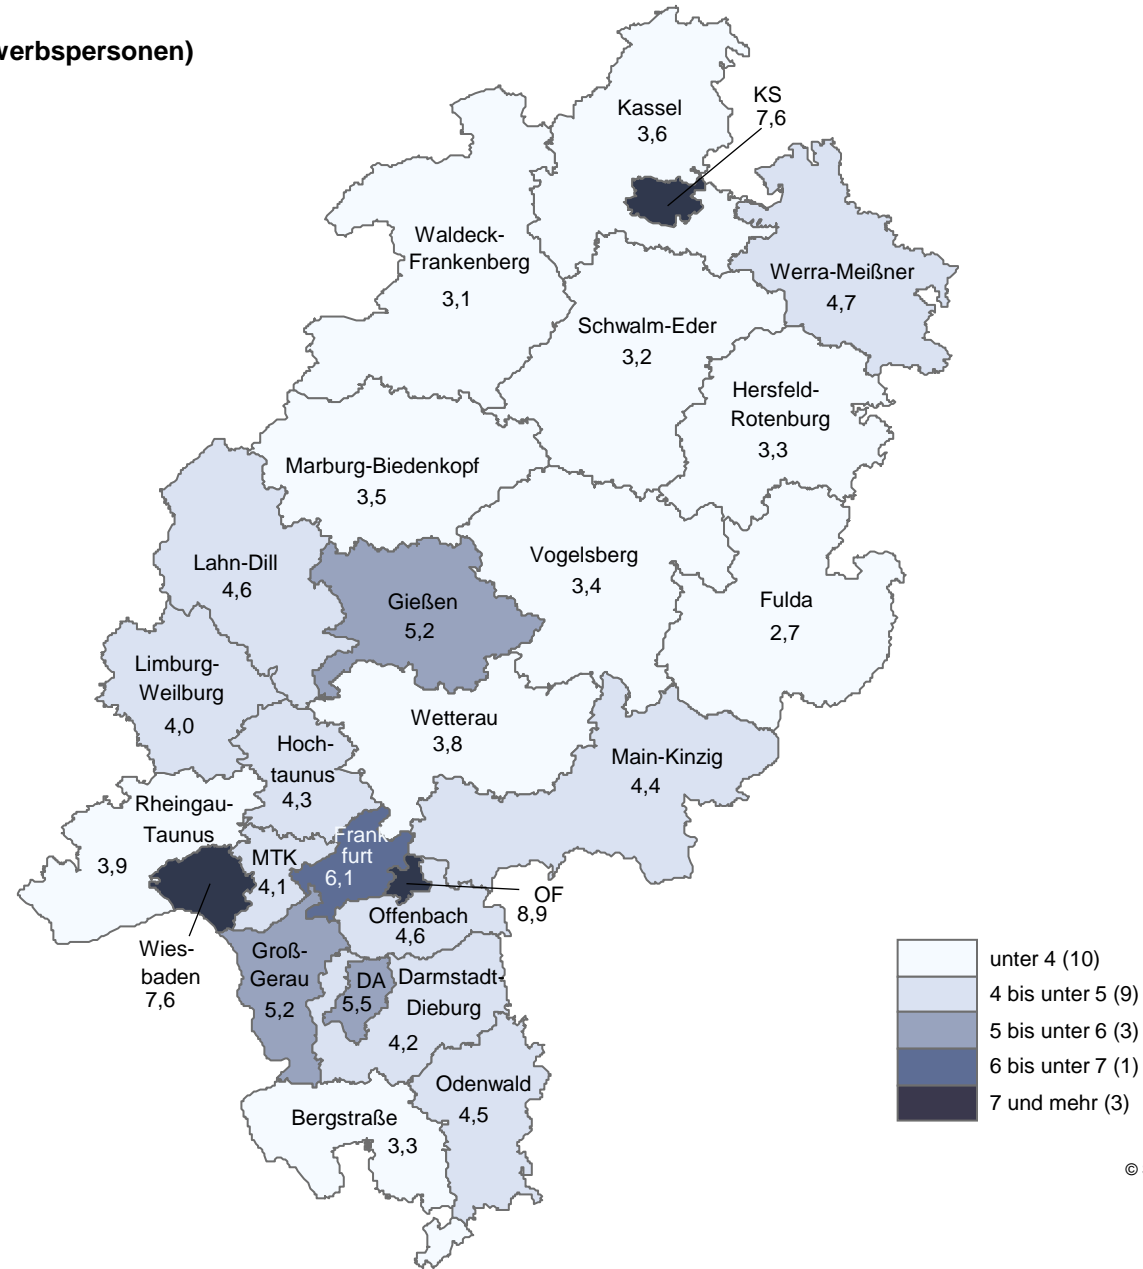 werbspersonen)
Kassel
3,6
KS
7,6
Waldeck-
Frankenberg
3,1
Werra-Meißner
4,7
Schwalm-Eder
3,2
Hersfeld-
Rotenburg
3,3
Marburg-Biedenkopf
3,5
Lahn-Dill
4,6
Vogelsberg
3,4
Gießen
5,2
Fulda
2,7
Limburg-
Weilburg
4,0
Wetterau
3,8
Hoch-
taunus
4,3
Main-Kinzig
4,4
Rheingau-
Taunus
3,9
Frank
furt
6,1
MTK
4,1
OF
8,9
Offenbach
4,6
Wies-
baden
7,6
Groß-
Gerau
5,2
DA
5,5
Darmstadt-
Dieburg
4,2
Odenwald
4,5
Bergstraße
3,3
unter 4 (10)
4 bis unter 5 (9)
5 bis unter 6 (3)
6 bis unter 7 (1)
7 und mehr (3)
©